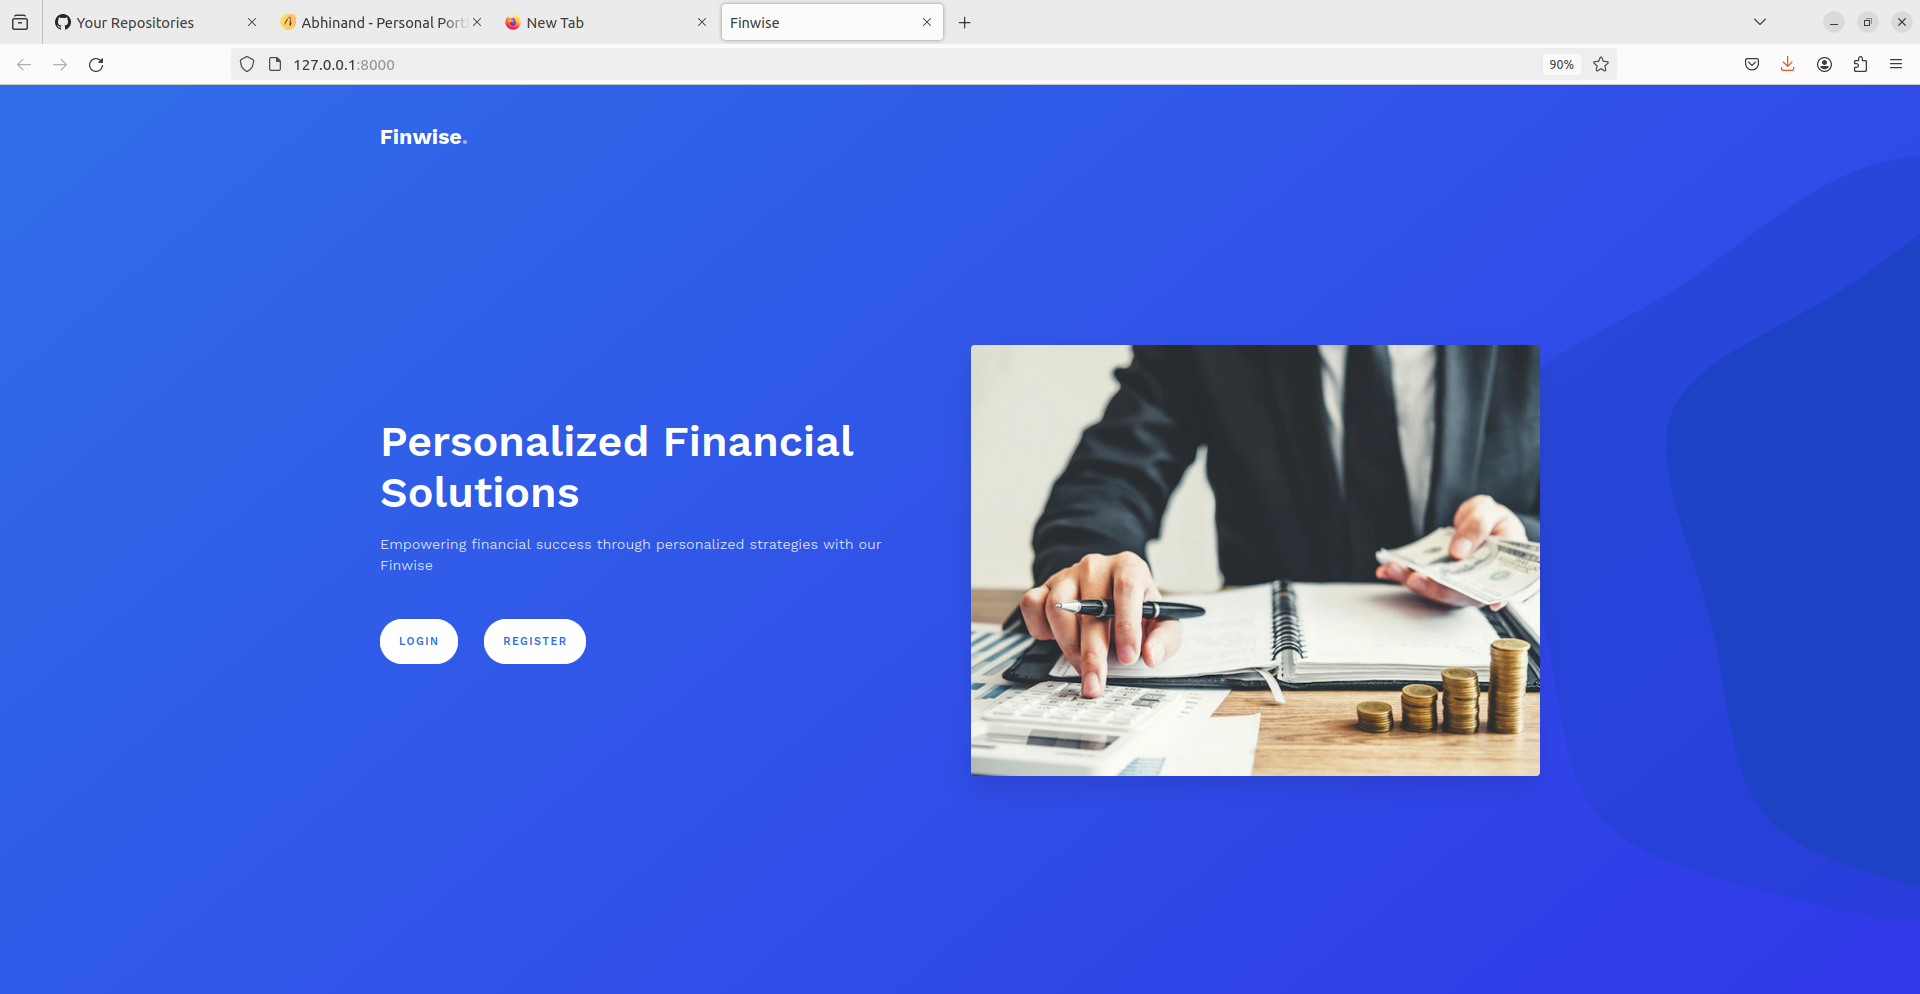 Your Repositories
Abhinand - Personal Port
New Tab
Finwise
127.0.0.1:8000
90%
Finwise.
Personalized Financial
Solutions
Empowering financial success through personalized strategies with our
Finwise
LOGIN
REGISTER